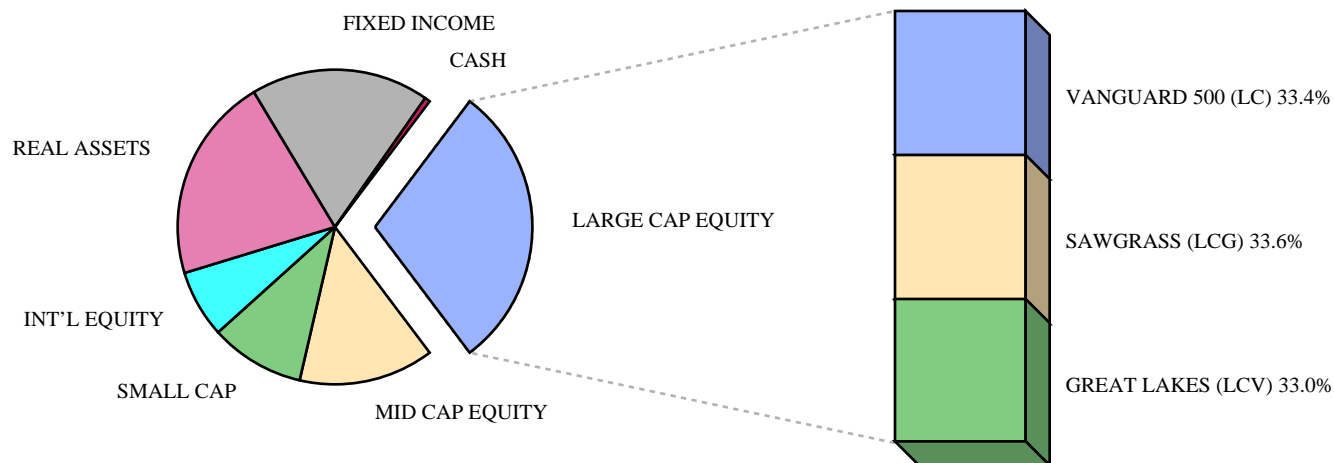 FIXED INCOME
CASH
REAL ASSETS
LARGE CAP EQUITY
INT'L EQUITY
SMALL CAP
MID CAP EQUITY
VANGUARD 500 (LC) 33.4%
SAWGRASS (LCG) 33.6%
GREAT LAKES (LCV) 33.0%